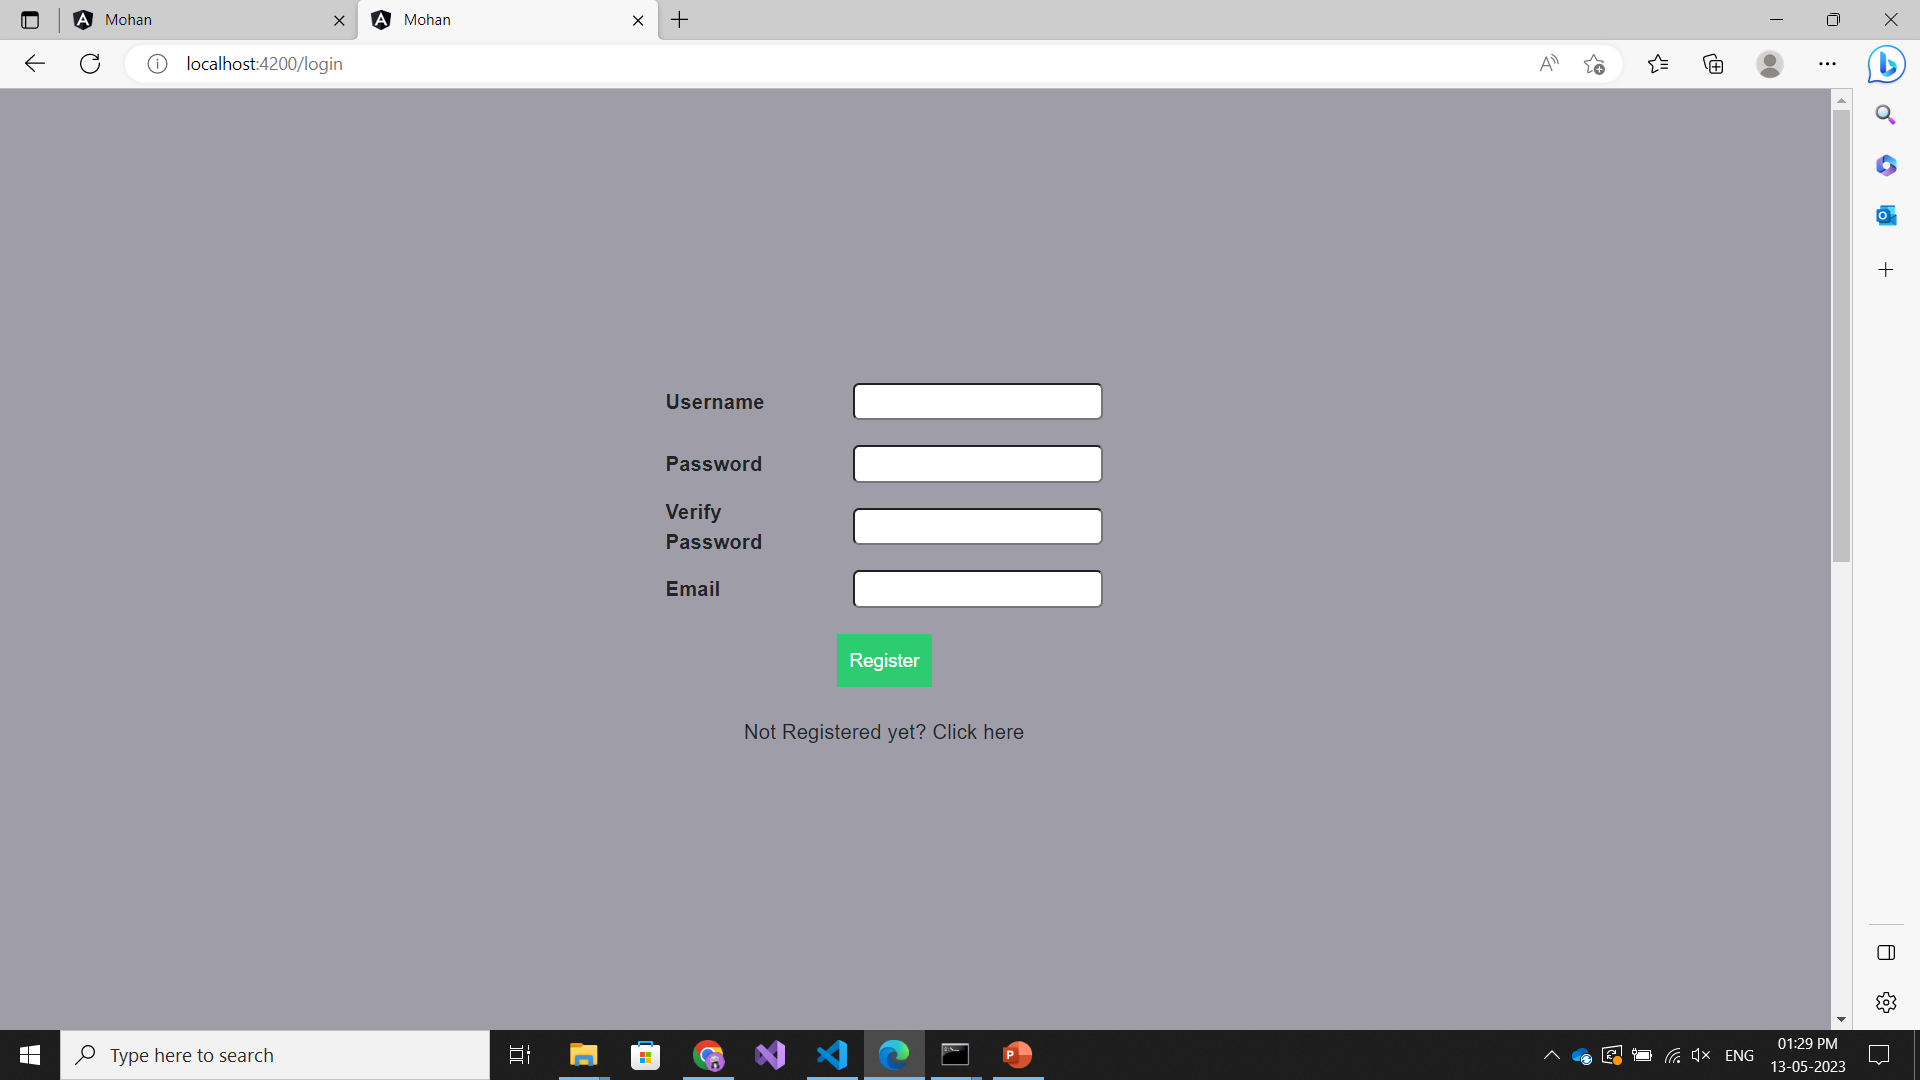 Mohan
Mohan
localhost:4200/login
Username
Password
Verify
Password
Email
Register
Not Registered yet? Click here
Type here to search
ENG
01:29 PM
13-05-2023